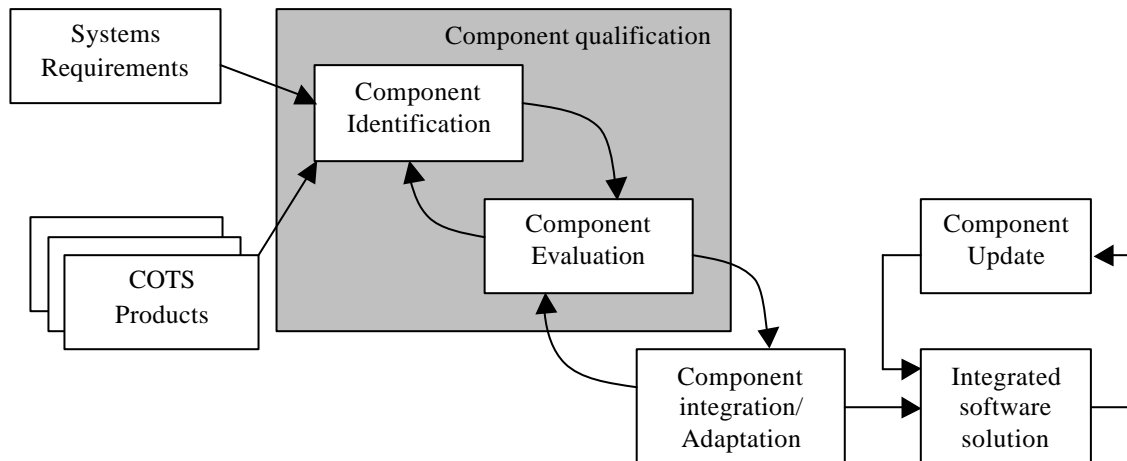 Systems
Requirements
Component qualification
Component
Identification
Component
Evaluation
COTS
Products
Component
Update
Component
integration/
Adaptation
Integrated
software
solution